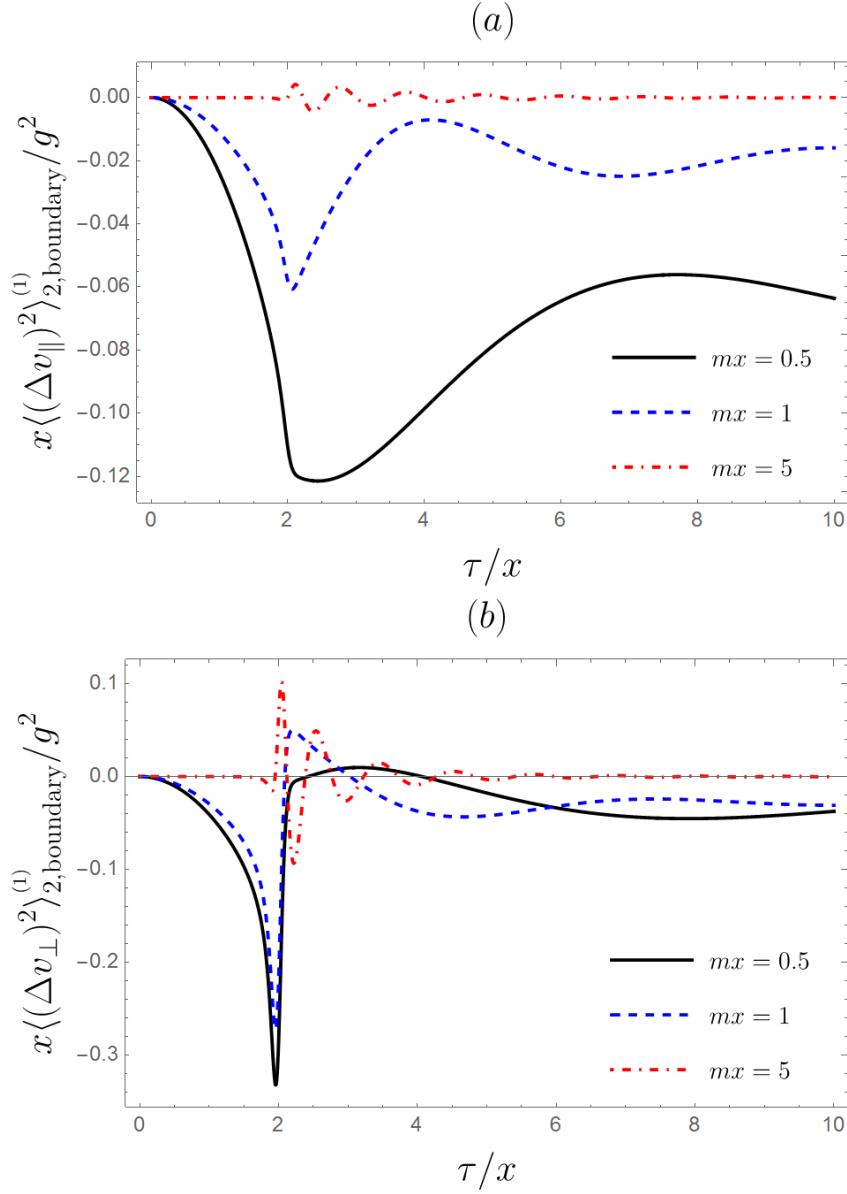 (a)
x⟨(Δv∥)²⟩⁽¹⁾₂,boundary/g²
0.00
−0.02
−0.04
−0.06
−0.08
−0.10
−0.12
mx = 0.5
mx = 1
mx = 5
0 2 4 6 8 10
τ/x
(b)
x⟨(Δv⊥)²⟩⁽¹⁾₂,boundary/g²
0.1
0.0
−0.1
−0.2
−0.3
mx = 0.5
mx = 1
mx = 5
0 2 4 6 8 10
τ/x